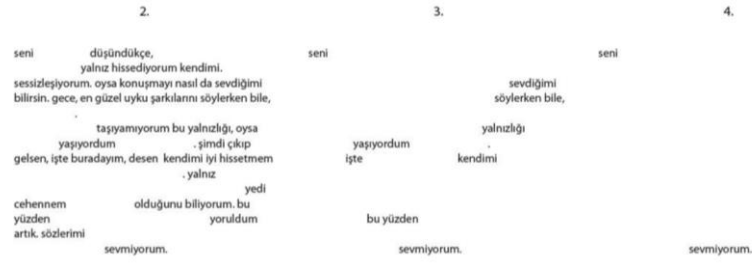 2.
seni düşündükçe,
yalnız hissediyorum kendimi.
sessizleşiyorum. oysa konuşmayı nasıl da sevdiğimi
bilirsin. gece, en güzel uyku şarkılarını söylerken bile,
.
taşıyamıyorum bu yalnızlığı, oysa
yaşıyordum . şimdi çıkıp
gelsen, işte buradayım, desen kendimi iyi hissetmem
. yalnız
yedi
cehennem olduğunu biliyorum. bu
yüzden yoruldum
artık. sözlerimi
sevmiyorum.
3.
seni
sevdiğimi
söylerken bile,
yalnızlığı
yaşıyordum .
işte kendimi
bu yüzden
sevmiyorum.
4.
seni
sevmiyorum.